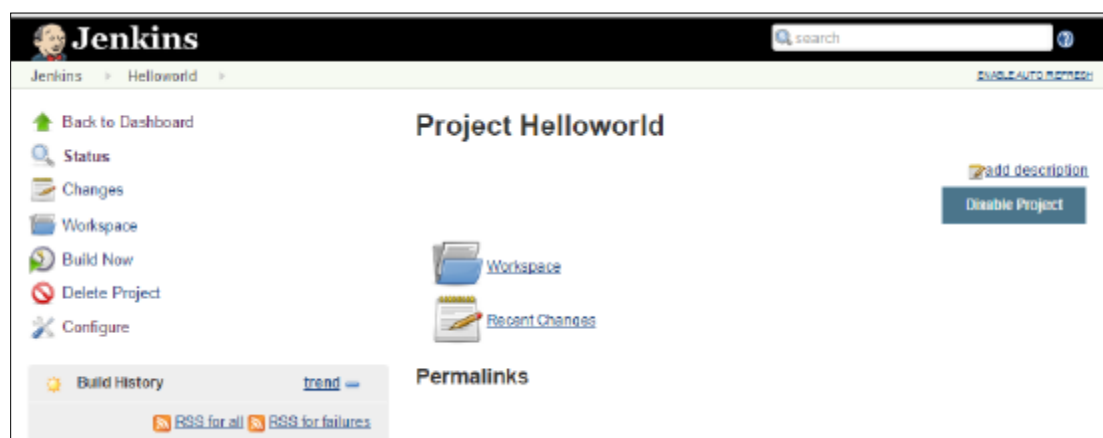 Jenkins
search
Jenkins Helloworld
ENABLE AUTO REFRESH
Back to Dashboard
Status
Changes
Workspace
Build Now
Delete Project
Configure
Build History trend
RSS for all RSS for failures
Project Helloworld
add description
Disable Project
Workspace
Recent Changes
Permalinks